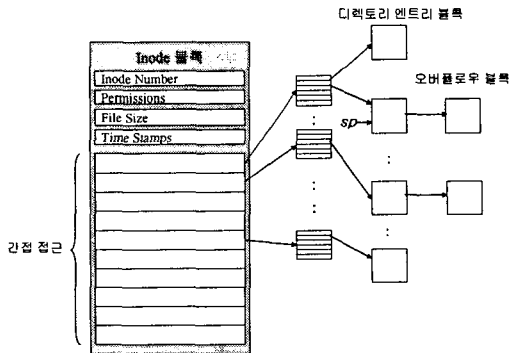 디렉토리 엔트리 블록
Inode 블록
Inode Number
Permissions
File Size
Time Stamps
오버플로우 블록
sp
간접 접근